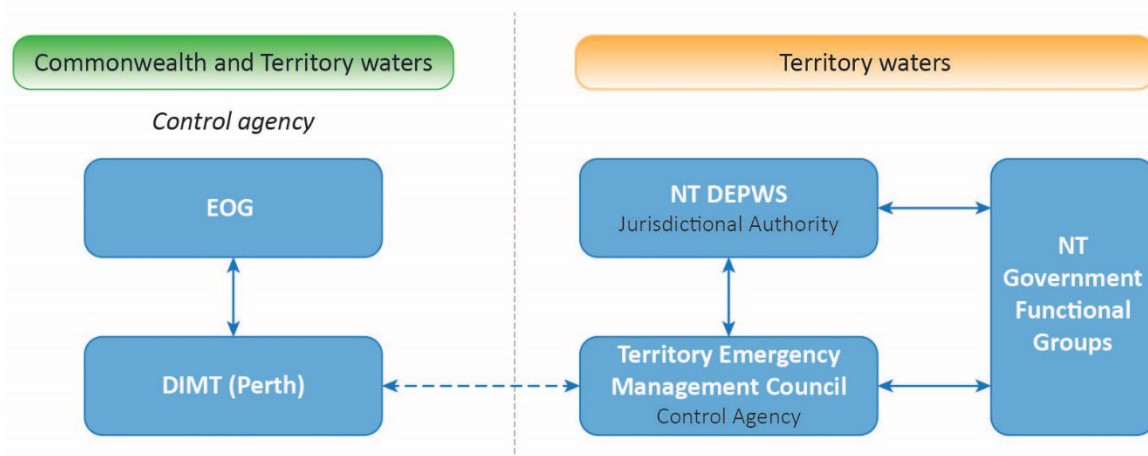 Commonwealth and Territory waters
Territory waters
Control agency
EOG
NT DEPWS
Jurisdictional Authority
NT
Government
Functional
Groups
DIMT (Perth)
Territory Emergency
Management Council
Control Agency